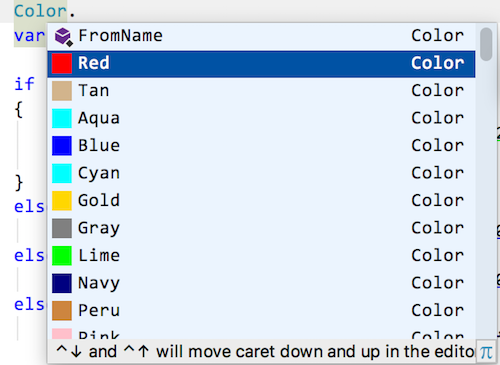 Color.
var
FromName Color
Red Color
if
Tan Color
{
Aqua Color
Blue Color
Cyan Color
}
Gold Color
els
Gray Color
Lime Color
els
Navy Color
els
Peru Color
Pink Color
^↓ and ^↑ will move caret down and up in the edito π